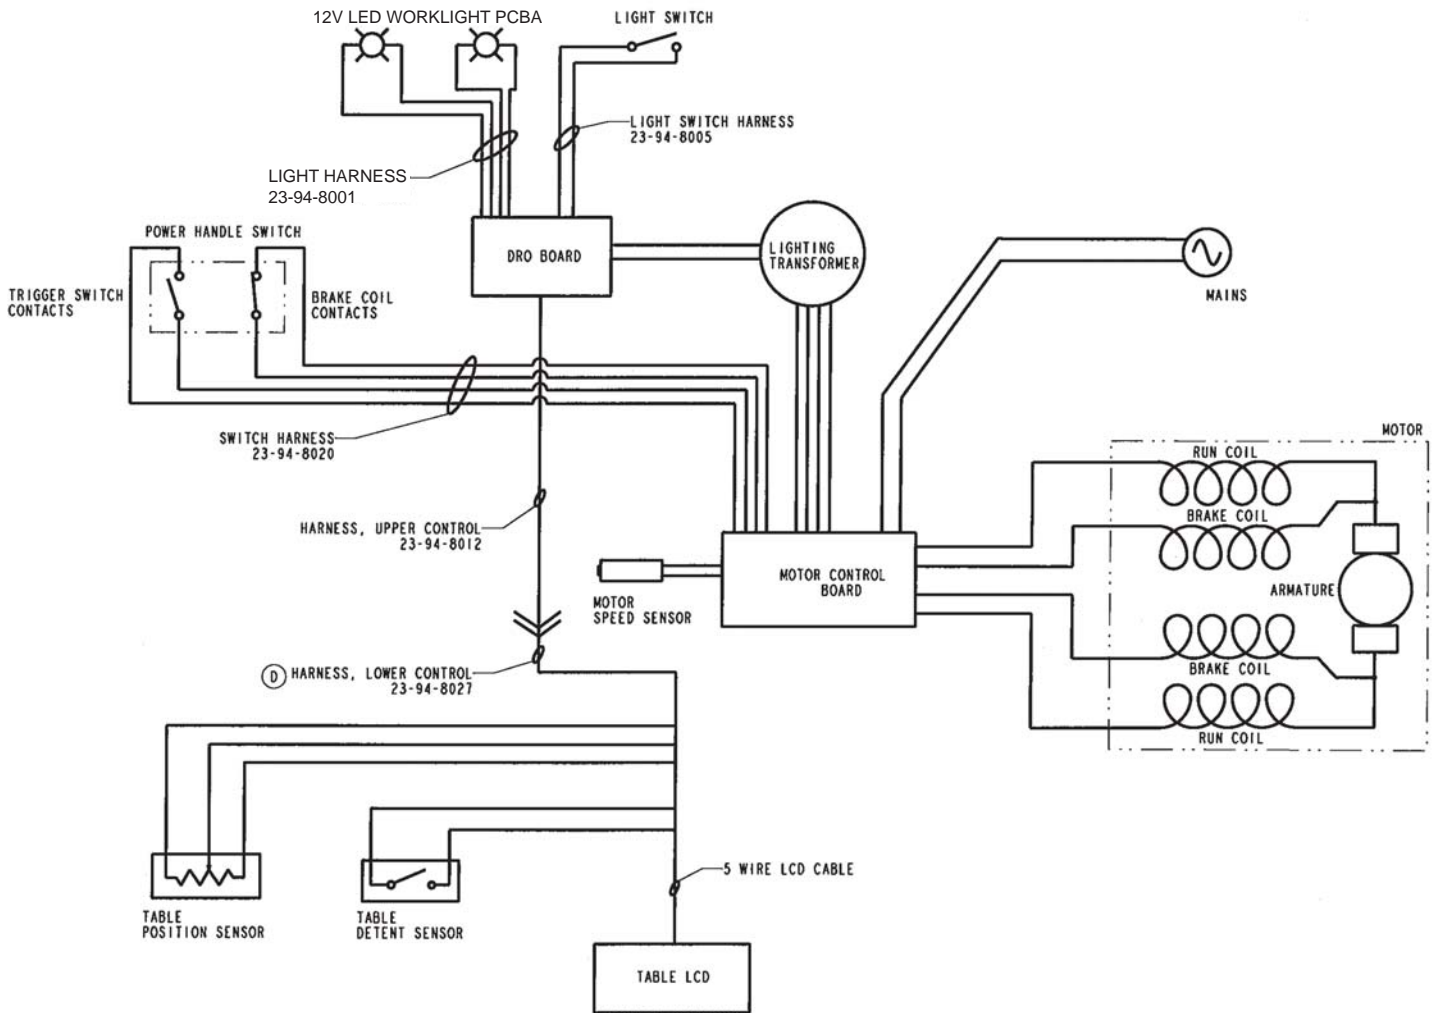 12V LED WORKLIGHT PCBA
LIGHT SWITCH
LIGHT SWITCH HARNESS
23-94-8005
LIGHT HARNESS
23-94-8001
POWER HANDLE SWITCH
DRO BOARD
LIGHTING
TRANSFORMER
MAINS
TRIGGER SWITCH
CONTACTS
BRAKE COIL
CONTACTS
SWITCH HARNESS
23-94-8020
MOTOR
RUN COIL
BRAKE COIL
HARNESS, UPPER CONTROL
23-94-8012
MOTOR CONTROL
BOARD
ARMATURE
MOTOR
SPEED SENSOR
D HARNESS, LOWER CONTROL
23-94-8027
BRAKE COIL
RUN COIL
5 WIRE LCD CABLE
TABLE
POSITION SENSOR
TABLE
DETENT SENSOR
TABLE LCD